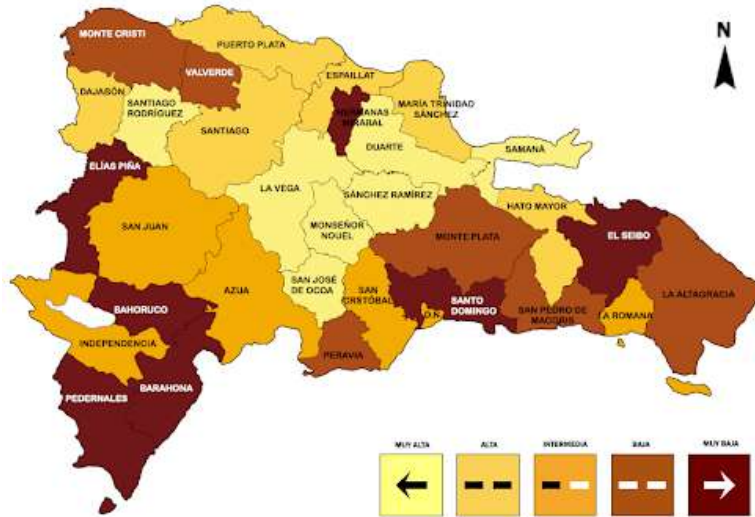 MONTE CRISTI
PUERTO PLATA
N
VALVERDE
ESPAILLAT
DAJABÓN
SANTIAGO
RODRÍGUEZ
HERMANAS
MIRABAL
MARÍA TRINIDAD
SÁNCHEZ
SANTIAGO
DUARTE
SAMANÁ
ELÍAS PIÑA
LA VEGA
SÁNCHEZ RAMÍREZ
HATO MAYOR
SAN JUAN
MONSEÑOR
NOUEL
MONTE PLATA
EL SEIBO
SAN JOSÉ
DE OCOA
AZUA
SAN
CRISTÓBAL
LA ALTAGRACIA
BAHORUCO
SANTO
DOMINGO
D.N.
SAN PEDRO DE
MACORIS
LA ROMANA
INDEPENDENCIA
PERAVIA
BARAHONA
PEDERNALES
MUY ALTA
ALTA
INTERMEDIA
BAJA
MUY BAJA